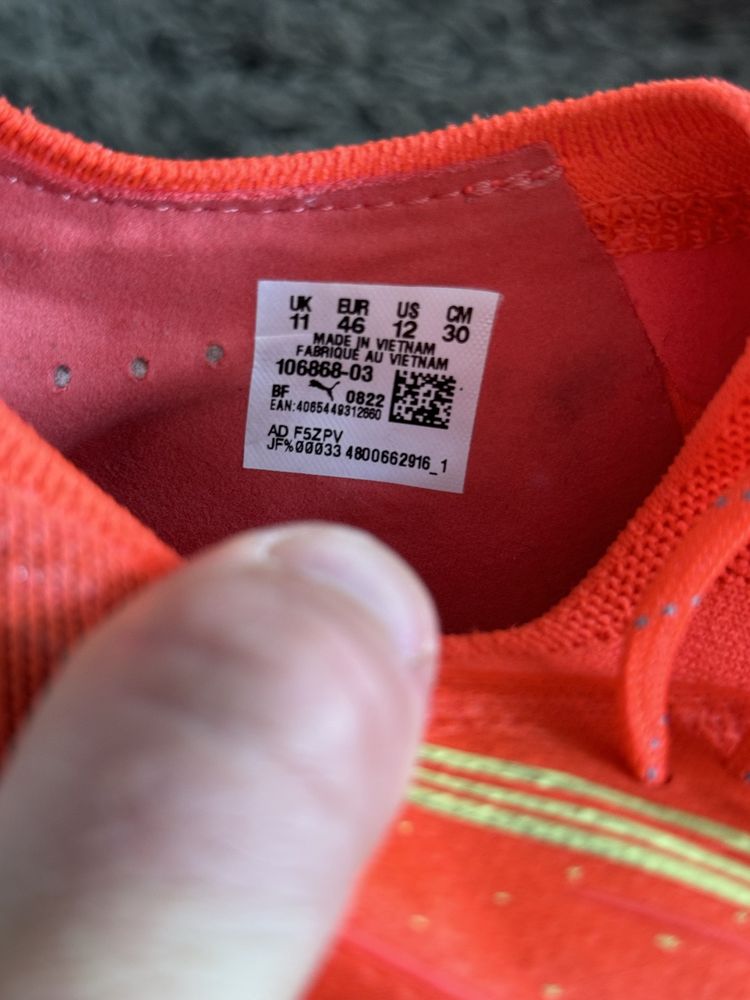 UK EUR US CM
11 46 12 30
MADE IN VIETNAM
FABRIQUÉ AU VIETNAM
106868-03
BF 0822
EAN:4065449312660
AD F5ZPV
JF%00033 4800662916_1